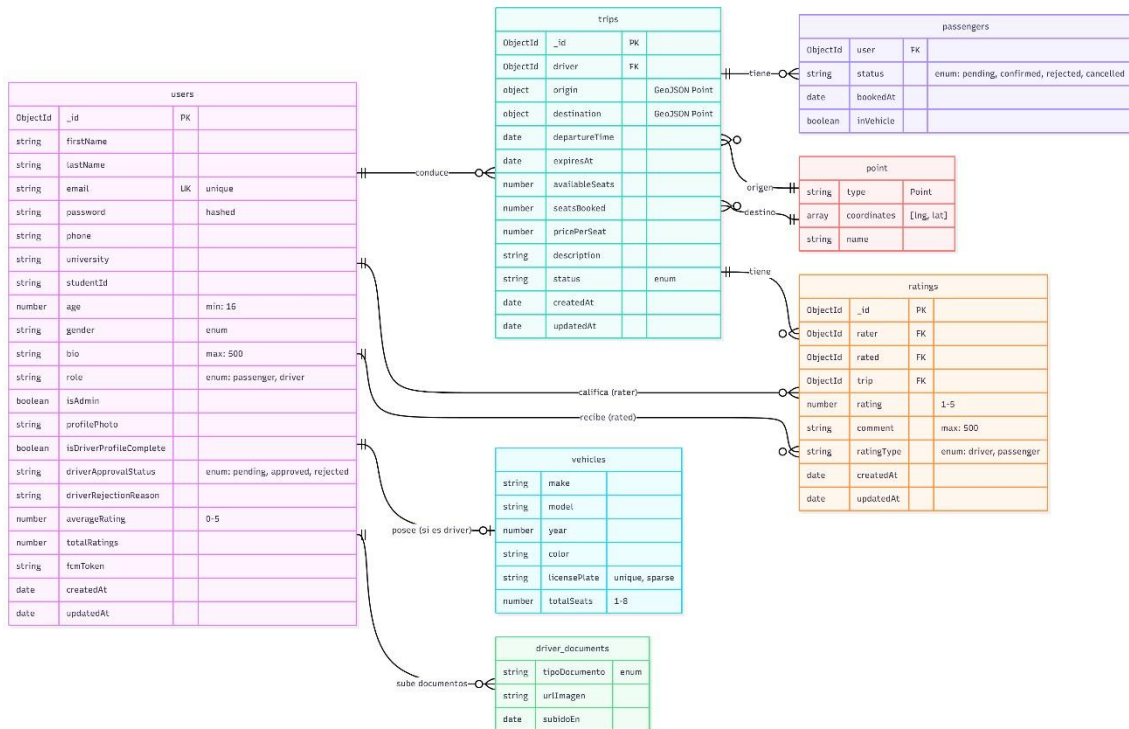 users
ObjectId _id PK
string firstName
string lastName
string email UK unique
string password hashed
string phone
string university
string studentId
number age min: 16
string gender enum
string bio max: 500
string role enum: passenger, driver
boolean isAdmin
string profilePhoto
boolean isDriverProfileComplete
string driverApprovalStatus enum: pending, approved, rejected
string driverRejectionReason
number averageRating 0-5
number totalRatings
string fcmToken
date createdAt
date updatedAt
conduce
califica (rater)
recibe (rated)
posee (si es driver)
sube documentos
trips
ObjectId _id PK
ObjectId driver FK
object origin GeoJSON Point
object destination GeoJSON Point
date departureTime
date expiresAt
number availableSeats
number seatsBooked
number pricePerSeat
string description
string status enum
date createdAt
date updatedAt
tiene
origen
destino
tiene
vehicles
string make
string model
number year
string color
string licensePlate unique, sparse
number totalSeats 1-8
driver_documents
string tipoDocumento enum
string urlImagen
date subidoEn
passengers
ObjectId user FK
string status enum: pending, confirmed, rejected, cancelled
date bookedAt
boolean inVehicle
point
string type Point
array coordinates [lng, lat]
string name
ratings
ObjectId _id PK
ObjectId rater FK
ObjectId rated FK
ObjectId trip FK
number rating 1-5
string comment max: 500
string ratingType enum: driver, passenger
date createdAt
date updatedAt